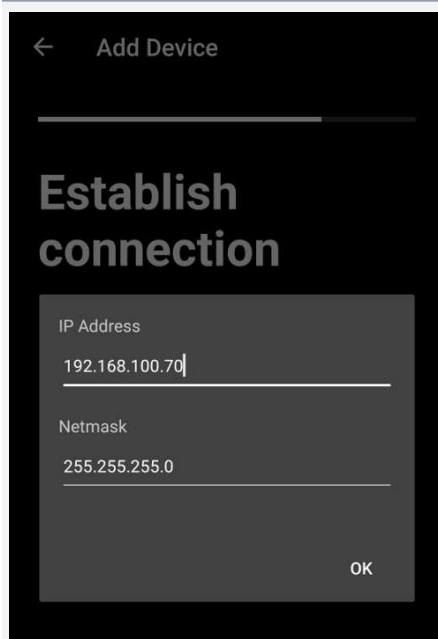 Add Device
Establish
connection
IP Address
192.168.100.70
Netmask
255.255.255.0
OK